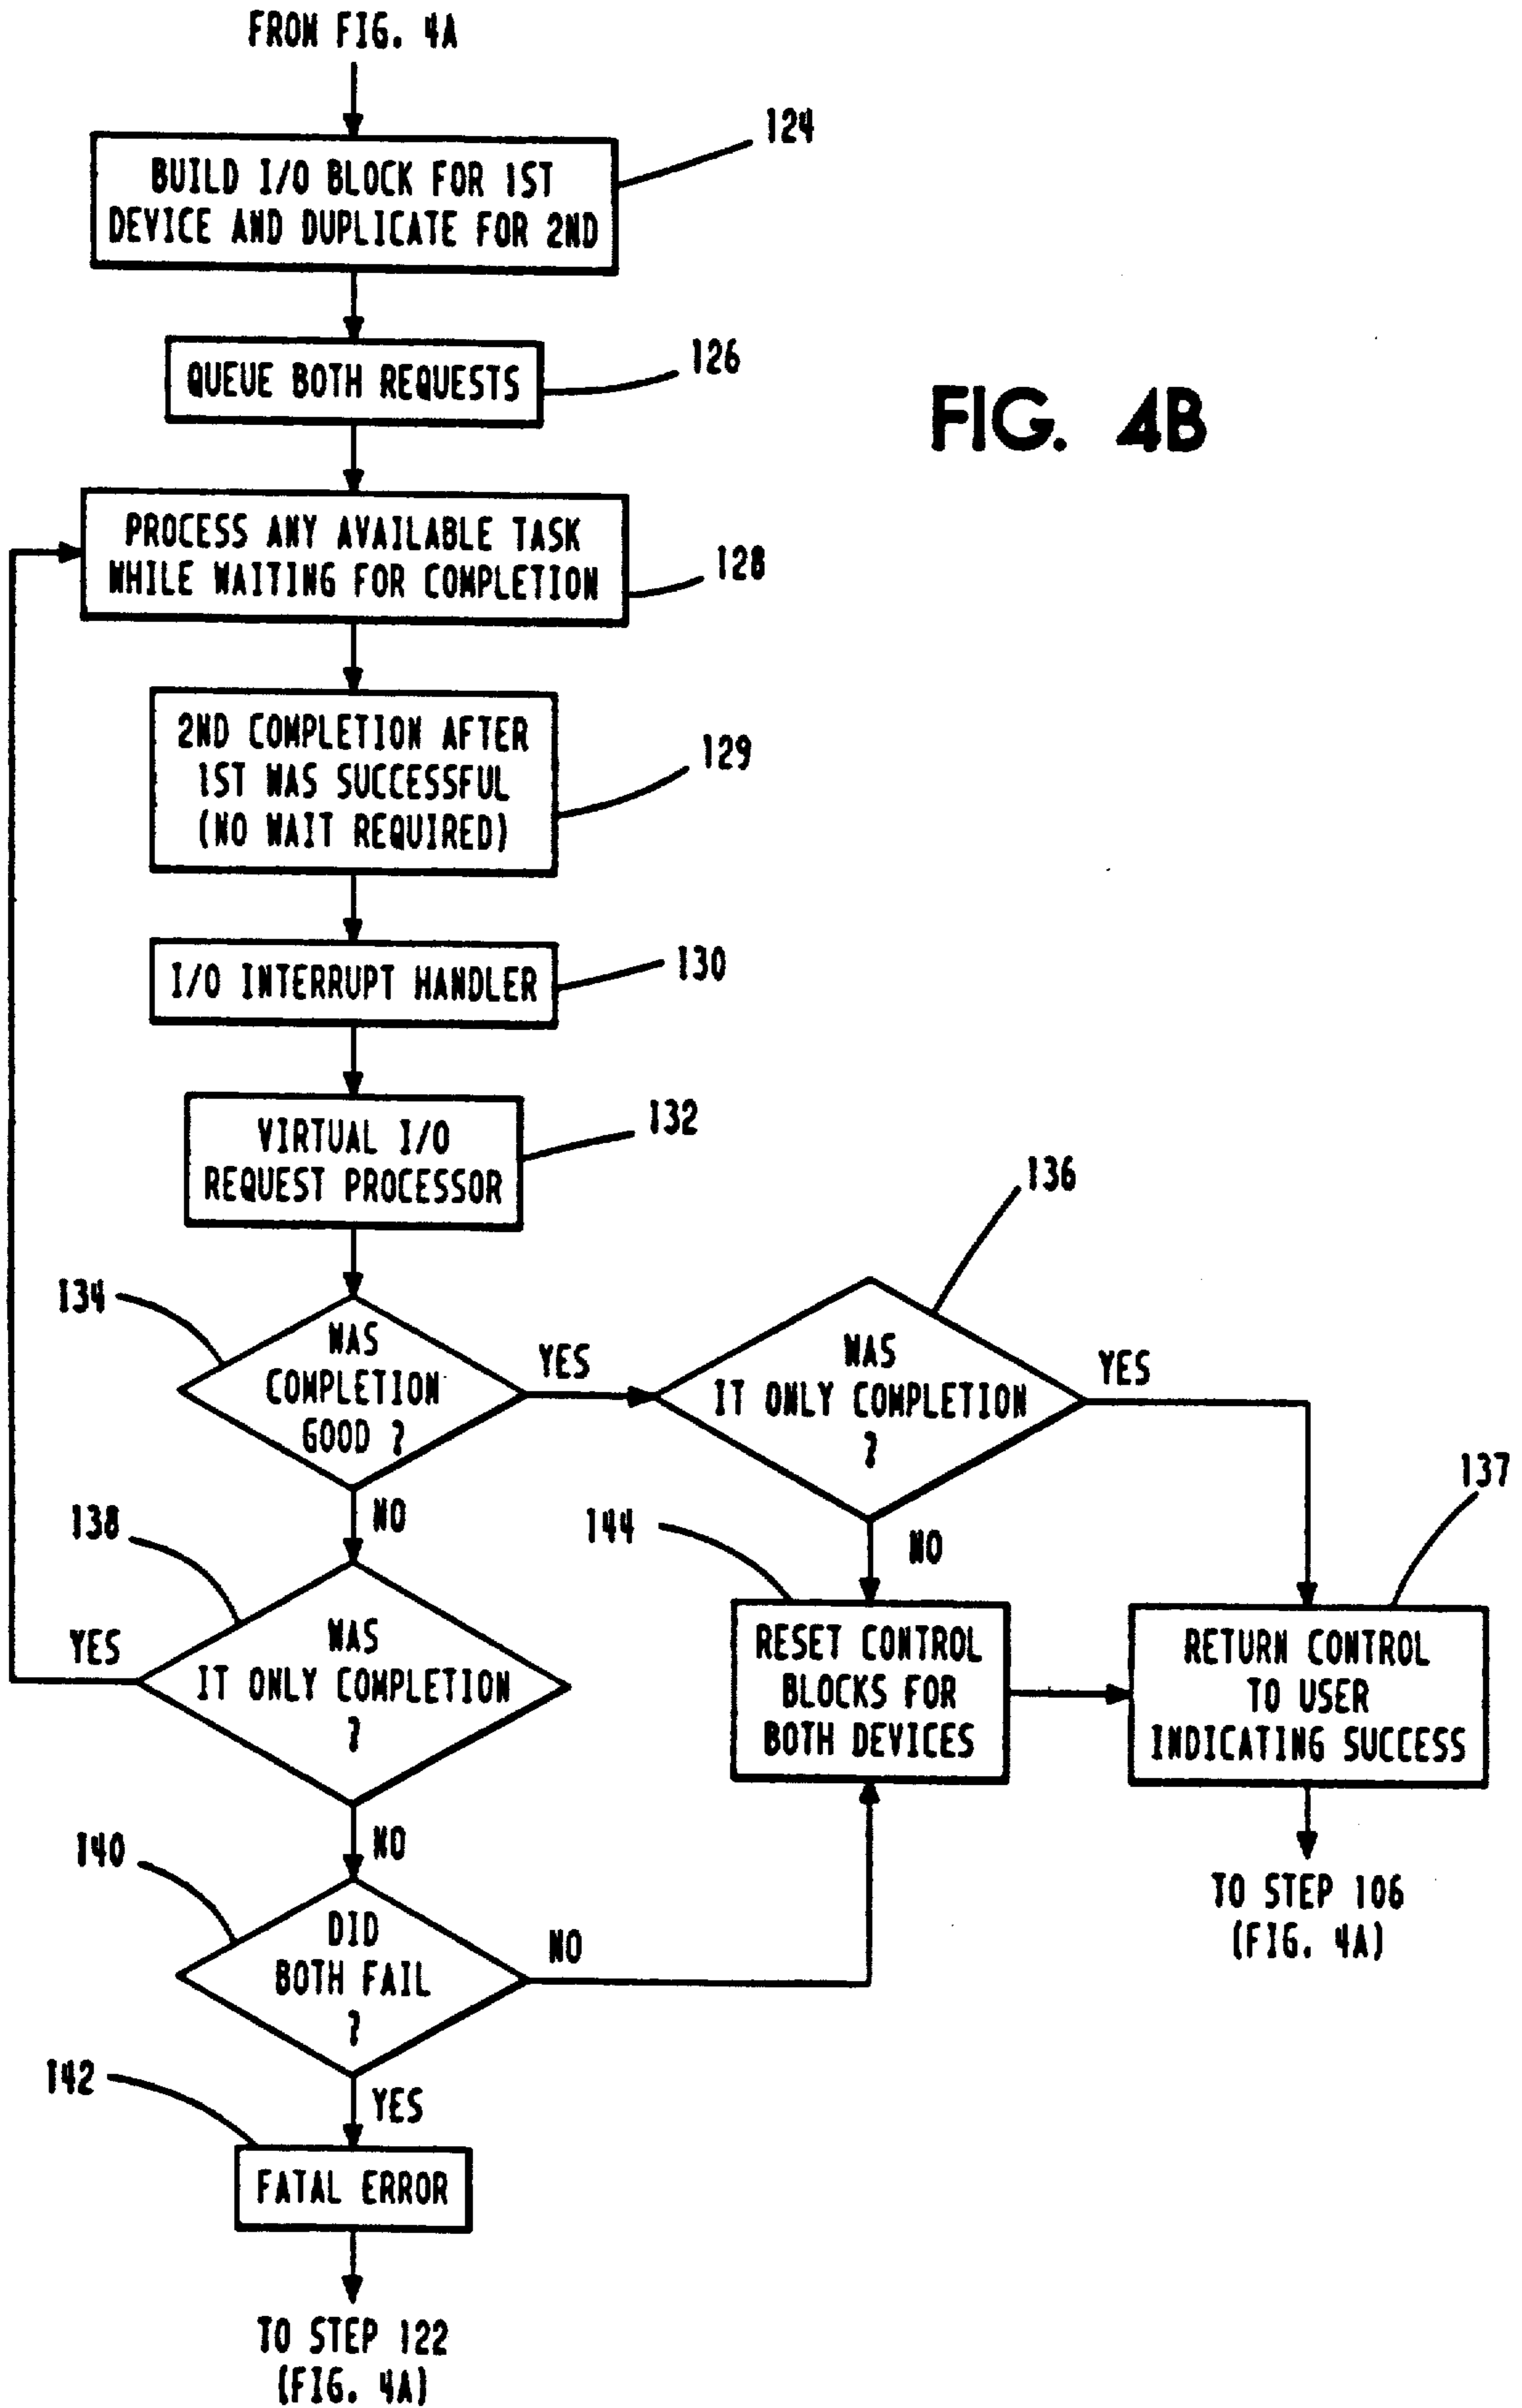 FROM FIG. 4A
124
BUILD I/O BLOCK FOR 1ST
DEVICE AND DUPLICATE FOR 2ND
126
QUEUE BOTH REQUESTS
FIG. 4B
PROCESS ANY AVAILABLE TASK
WHILE WAITING FOR COMPLETION
128
2ND COMPLETION AFTER
1ST WAS SUCCESSFUL
(NO WAIT REQUIRED)
129
I/O INTERRUPT HANDLER
130
VIRTUAL I/O
REQUEST PROCESSOR
132
136
134
WAS
COMPLETION
GOOD ?
YES
WAS
IT ONLY COMPLETION
?
YES
137
138
NO
144
NO
YES
WAS
IT ONLY COMPLETION
?
RESET CONTROL
BLOCKS FOR
BOTH DEVICES
RETURN CONTROL
TO USER
INDICATING SUCCESS
140
NO
TO STEP 106
(FIG. 4A)
DID
BOTH FAIL
?
NO
142
YES
FATAL ERROR
TO STEP 122
(FIG. 4A)